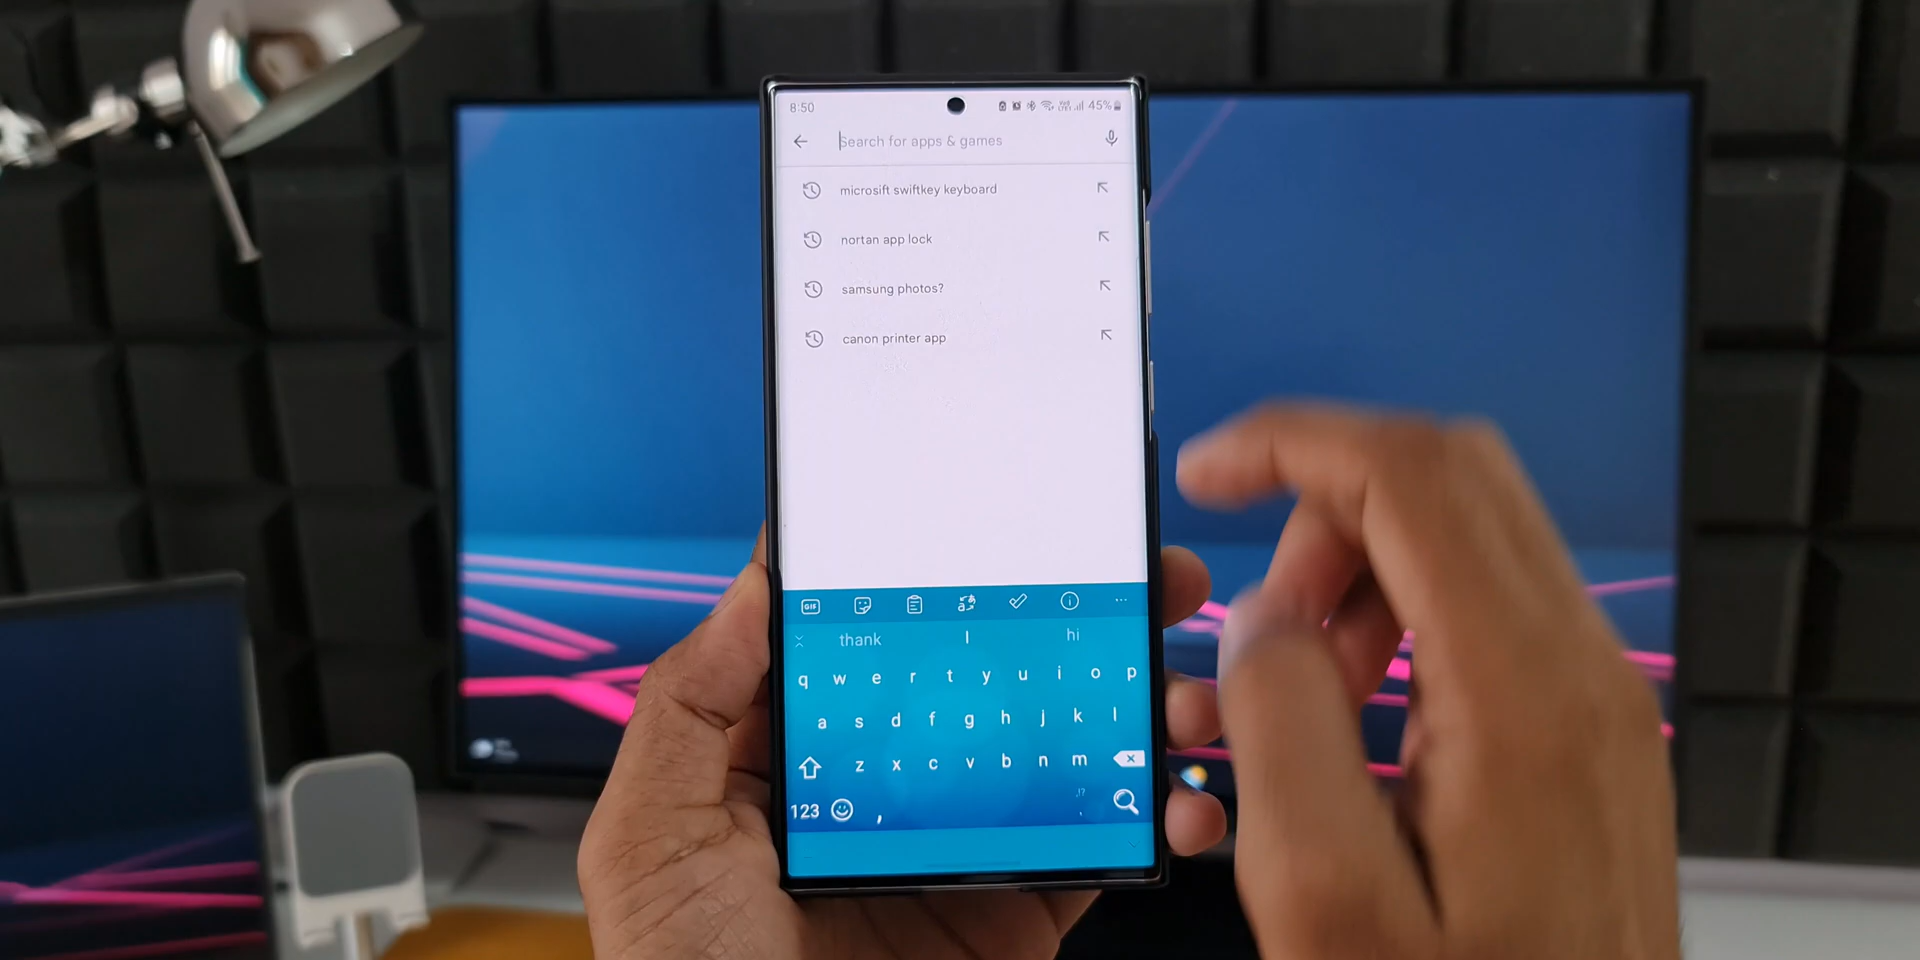 8:50 45%
Search for apps & games
microsift swiftkey keyboard
nortan app lock
samsung photos?
canon printer app
GIF
thank I hi
q w e r t y u i o p
a s d f g h j k l
z x c v b n m
123 , ,!?